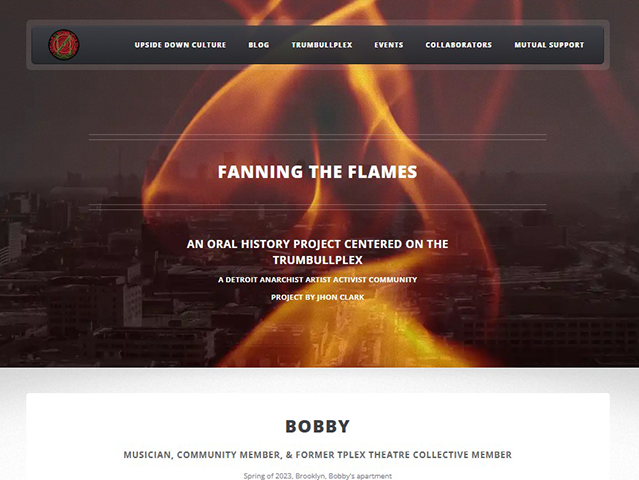 UPSIDE DOWN CULTURE BLOG TRUMBULLPLEX EVENTS COLLABORATORS MUTUAL SUPPORT
FANNING THE FLAMES
AN ORAL HISTORY PROJECT CENTERED ON THE
TRUMBULLPLEX
A DETROIT ANARCHIST ARTIST ACTIVIST COMMUNITY
PROJECT BY JHON CLARK
BOBBY
MUSICIAN, COMMUNITY MEMBER, & FORMER TPLEX THEATRE COLLECTIVE MEMBER
Spring of 2023, Brooklyn, Bobby's apartment